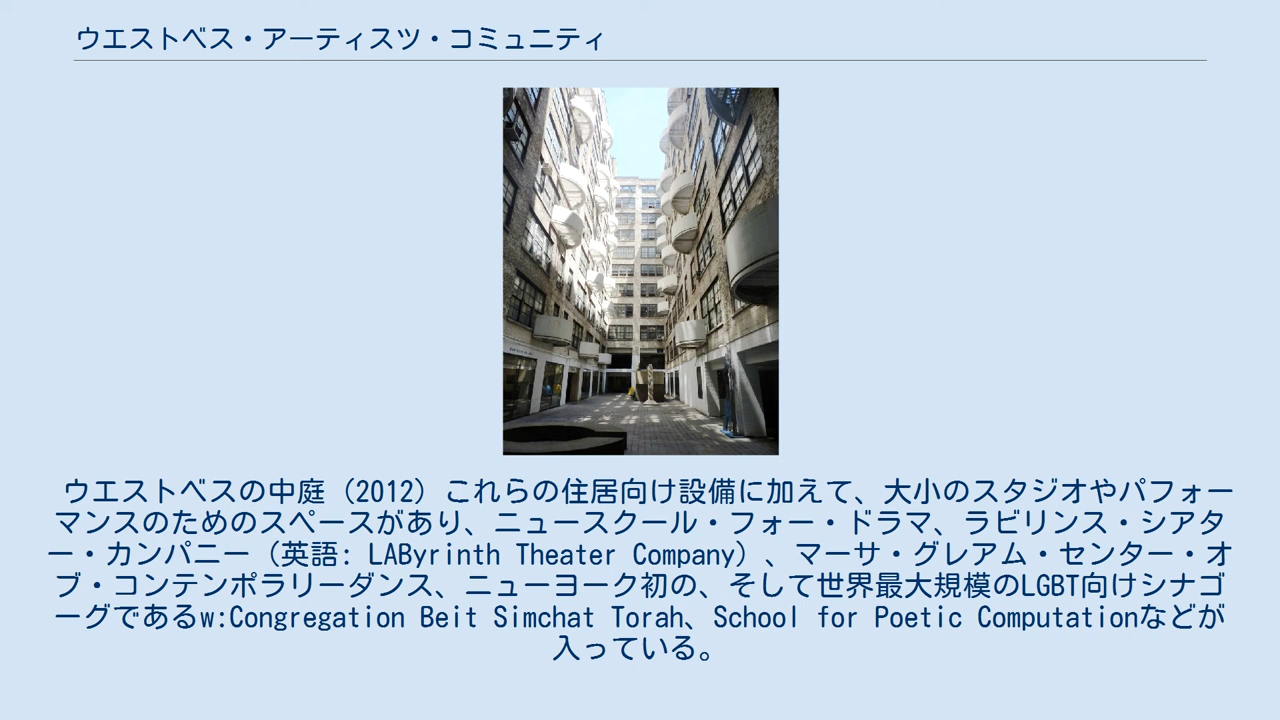 ウエストベス・アーティスツ・コミュニティ
ウエストベスの中庭（2012）これらの住居向け設備に加えて、大小のスタジオやパフォー
マンスのためのスペースがあり、ニュースクール・フォー・ドラマ、ラビリンス・シアタ
ー・カンパニー（英語: LAByrinth Theater Company）、マーサ・グレアム・センター・オ
ブ・コンテンポラリーダンス、ニューヨーク初の、そして世界最大規模のLGBT向けシナゴ
ーグであるw:Congregation Beit Simchat Torah、School for Poetic Computationなどが
入っている。